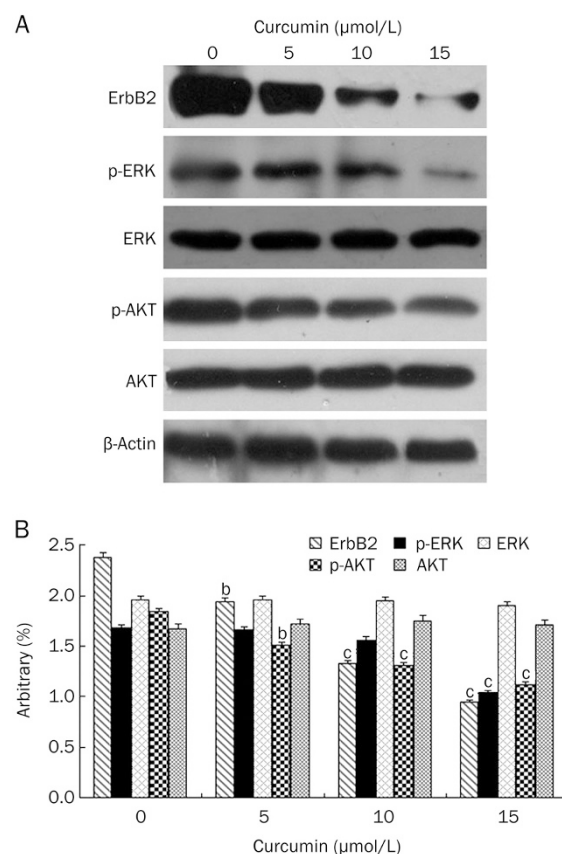 A
Curcumin (μmol/L)
0 5 10 15
ErbB2
p-ERK
ERK
p-AKT
AKT
β-Actin
B
ErbB2 p-ERK ERK
p-AKT AKT
2.5
2.0
1.5
1.0
0.5
0.0
Arbitrary (%)
b
b
c
c
c c c
0 5 10 15
Curcumin (μmol/L)